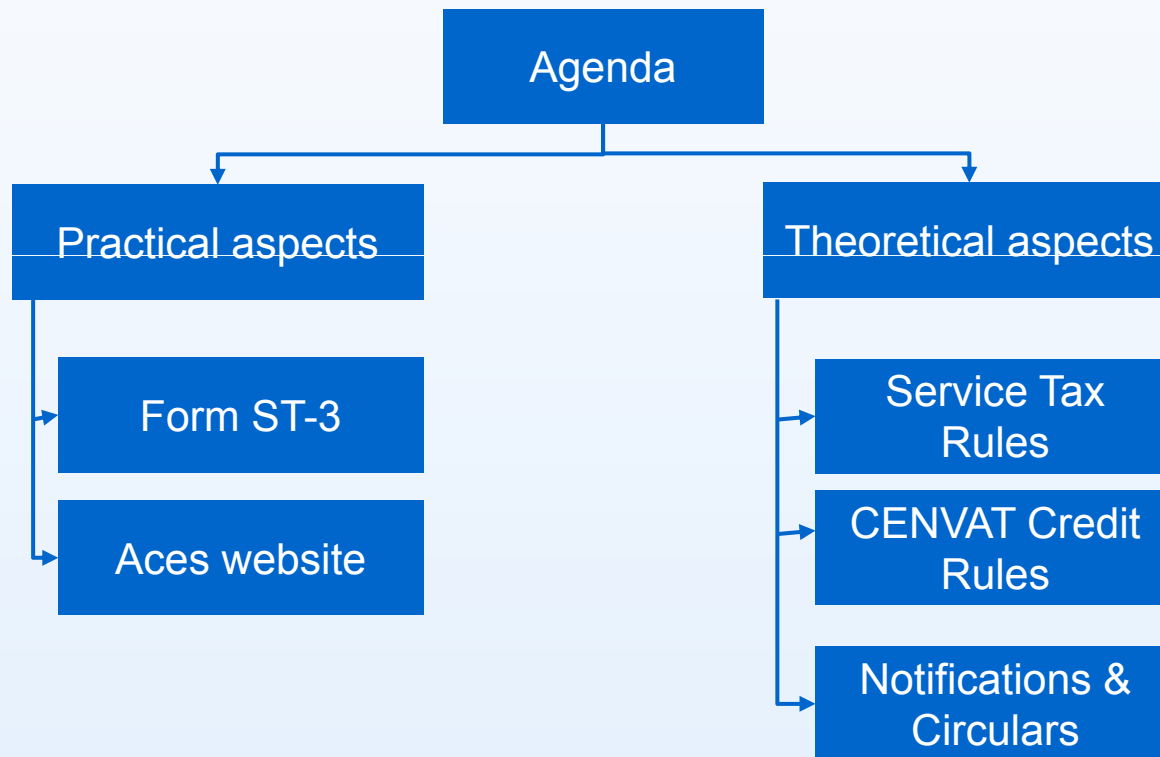 Agenda
Practical aspects
Theoretical aspects
Form ST-3
Aces website
Service Tax
Rules
CENVAT Credit
Rules
Notifications &
Circulars